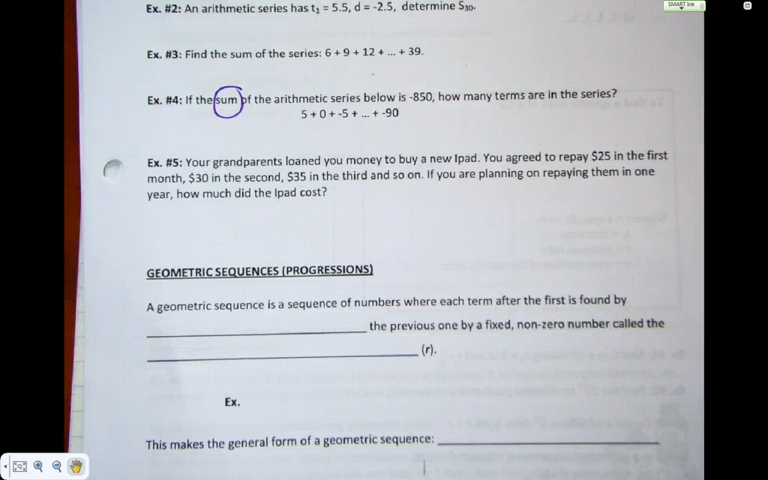 SMART Ink
Ex. #2: An arithmetic series has t₁ = 5.5, d = -2.5, determine S₃₀.
Ex. #3: Find the sum of the series: 6 + 9 + 12 + ... + 39.
Ex. #4: If the sum of the arithmetic series below is -850, how many terms are in the series?
5 + 0 + -5 + ... + -90
Ex. #5: Your grandparents loaned you money to buy a new Ipad. You agreed to repay $25 in the first
month, $30 in the second, $35 in the third and so on. If you are planning on repaying them in one
year, how much did the Ipad cost?
GEOMETRIC SEQUENCES (PROGRESSIONS)
A geometric sequence is a sequence of numbers where each term after the first is found by
____________________ the previous one by a fixed, non-zero number called the
____________________ (r).
Ex.
This makes the general form of a geometric sequence: ____________________